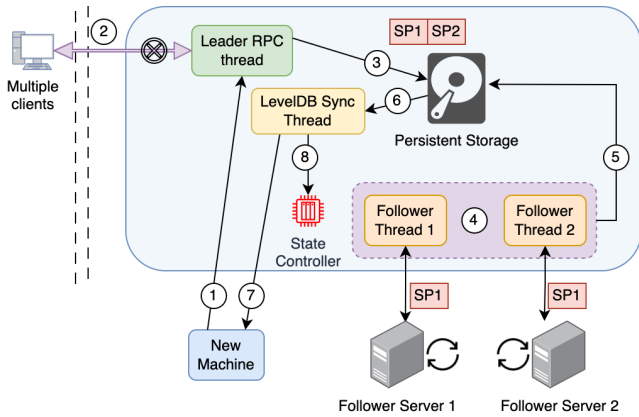 2
Multiple
clients
Leader RPC
thread
3
SP1 SP2
6
LevelDB Sync
Thread
Persistent Storage
8
State
Controller
5
Follower
Thread 1
4
Follower
Thread 2
1
7
SP1
SP1
New
Machine
Follower Server 1
Follower Server 2